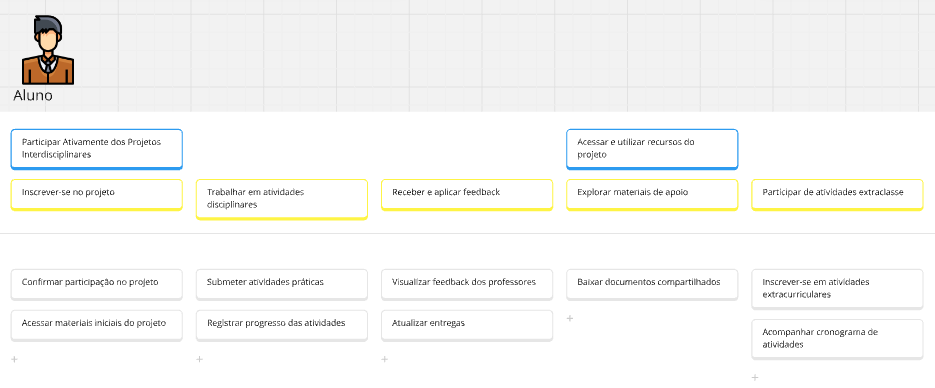 Aluno
Participar Ativamente dos Projetos
Interdisciplinares
Acessar e utilizar recursos do
projeto
Inscrever-se no projeto
Trabalhar em atividades
disciplinares
Receber e aplicar feedback
Explorar materiais de apoio
Participar de atividades extraclasse
Confirmar participação no projeto
Submeter atividades práticas
Visualizar feedback dos professores
Baixar documentos compartilhados
Inscrever-se em atividades
extracurriculares
Acessar materiais iniciais do projeto
Registrar progresso das atividades
Atualizar entregas
Acompanhar cronograma de
atividades